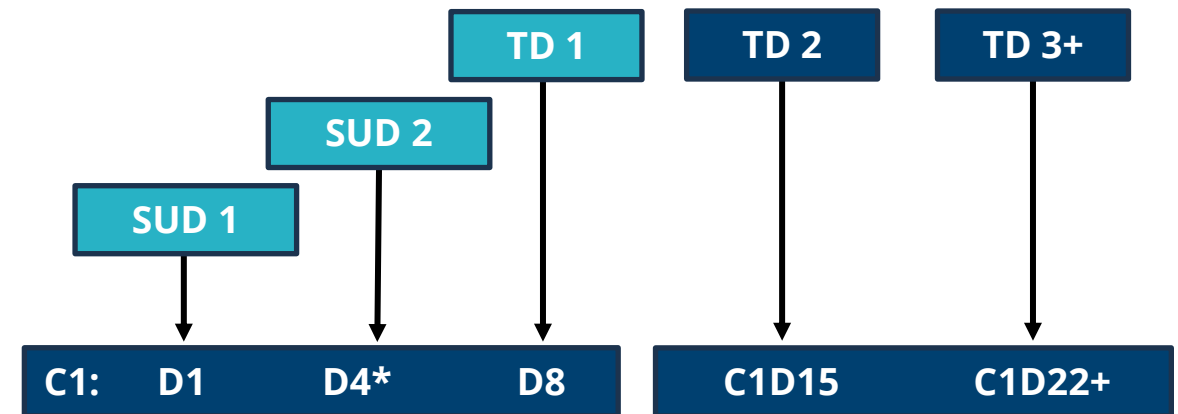 TD 1
TD 2
TD 3+
SUD 2
SUD 1
C1: D1 D4* D8
C1D15 C1D22+